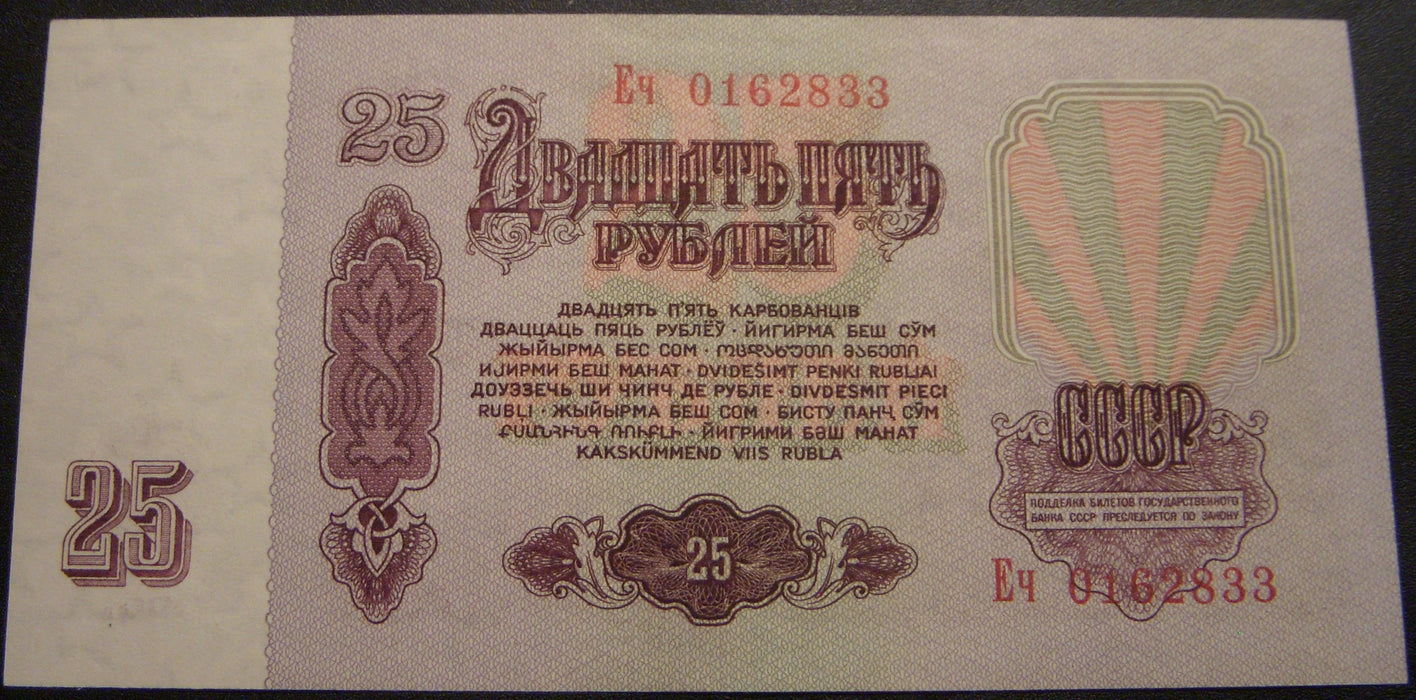 Еч 0162833
25
Двадцать пять
рублей
ДВАДЦЯТЬ П'ЯТЬ КАРБОВАНЦІВ
ДВАЦЦАЦЬ ПЯЦЬ РУБЛЁЎ · ЙИГИРМА БЕШ СЎМ
ЖЫЙЫРМА БЕС СОМ · ოცდახუთი მანეთი
ИЈИРМИ БЕШ МАНАТ · DVIDEŠIMT PENKI RUBLIAI
ДОУЭЗЕЧЬ ШИ ЧИНЧ ДЕ РУБЛЕ · DIVDESMIT PIECI
RUBĻI · ЖЫЙЫРМА БЕШ СОМ · БИСТУ ПАНҶ СӮМ
ՔՍԱՆՀԻՆԳ ՌՈՒԲԼԻ · ЙИГРИМИ БӘШ МАНАТ
KAKSKÜMMEND VIIS RUBLA
СССР
ПОДДЕЛКА БИЛЕТОВ ГОСУДАРСТВЕННОГО
БАНКА СССР ПРЕСЛЕДУЕТСЯ ПО ЗАКОНУ
25
25
Еч 0162833